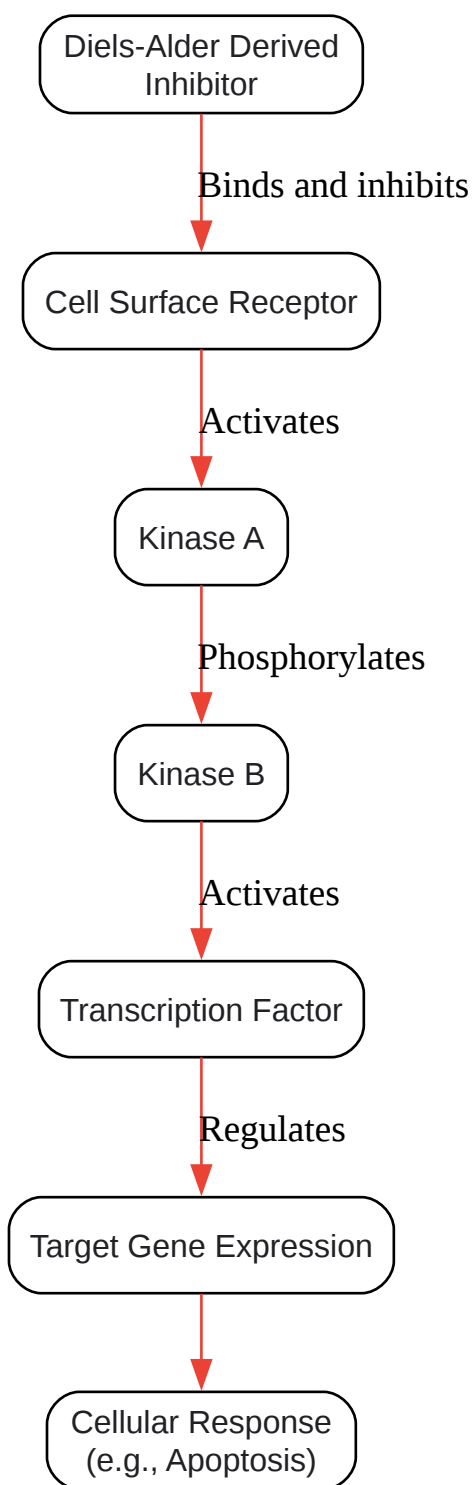 Diels-Alder Derived
Inhibitor
Binds and inhibits
Cell Surface Receptor
Activates
Kinase A
Phosphorylates
Kinase B
Activates
Transcription Factor
Regulates
Target Gene Expression
Cellular Response
(e.g., Apoptosis)